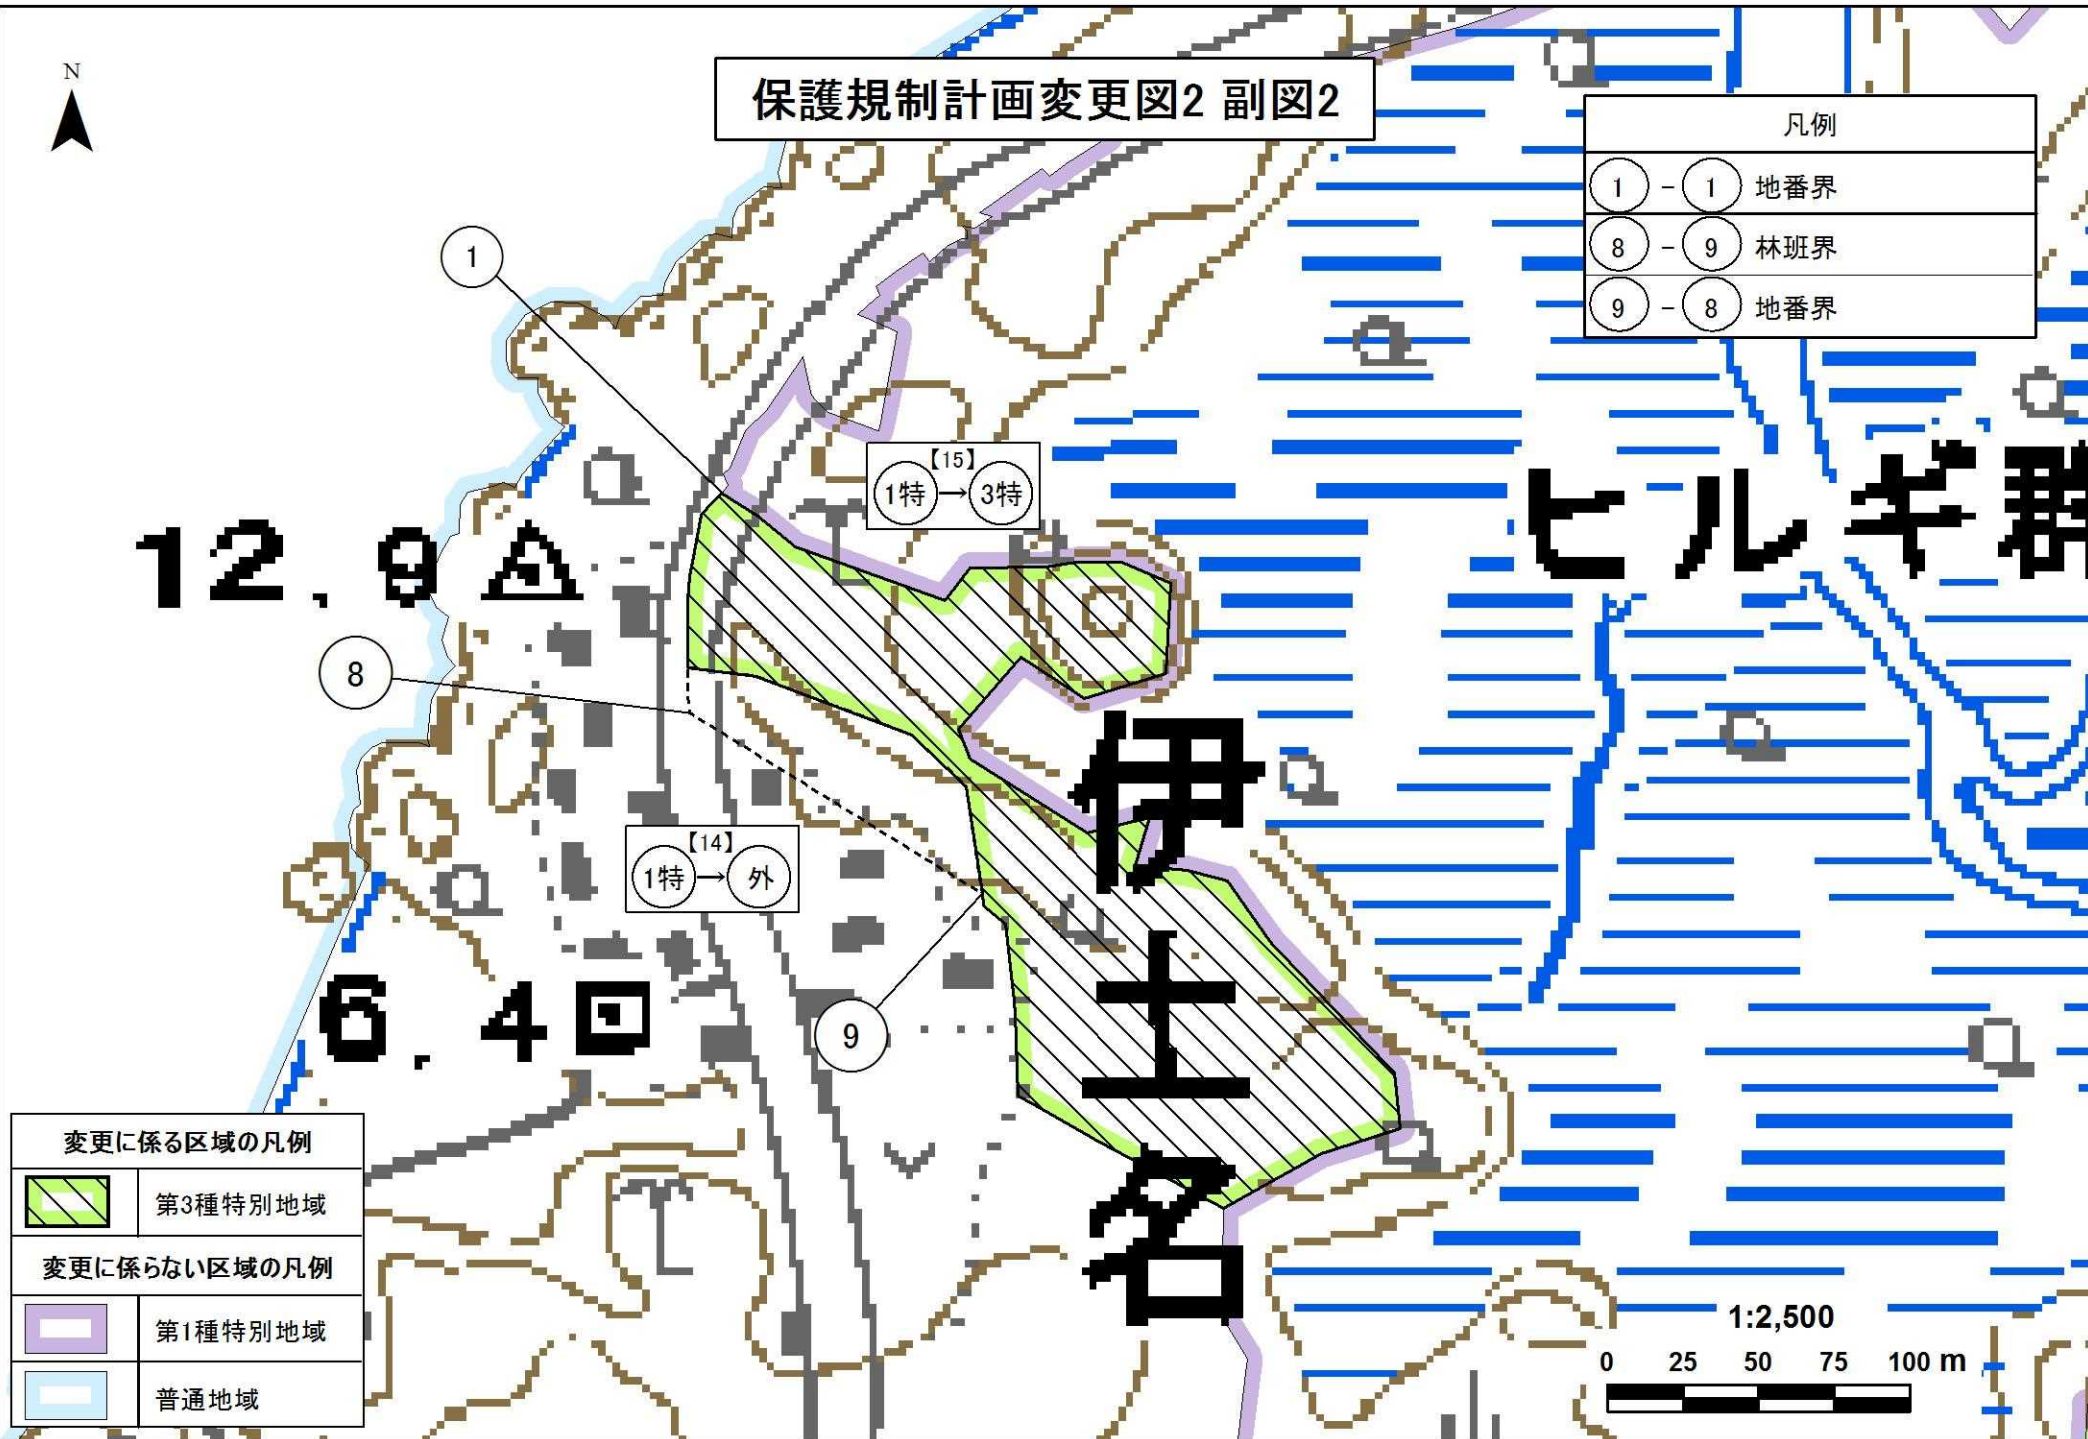 N
保護規制計画変更図2 副図2
凡例
1 - 1 地番界
8 - 9 林班界
9 - 8 地番界
1
【15】
1特→3特
ヒルギ群
12.9
8
伊土名
【14】
1特→外
6.4
9
変更に係る区域の凡例
第3種特別地域
変更に係らない区域の凡例
第1種特別地域
普通地域
1:2,500
0 25 50 75 100 m